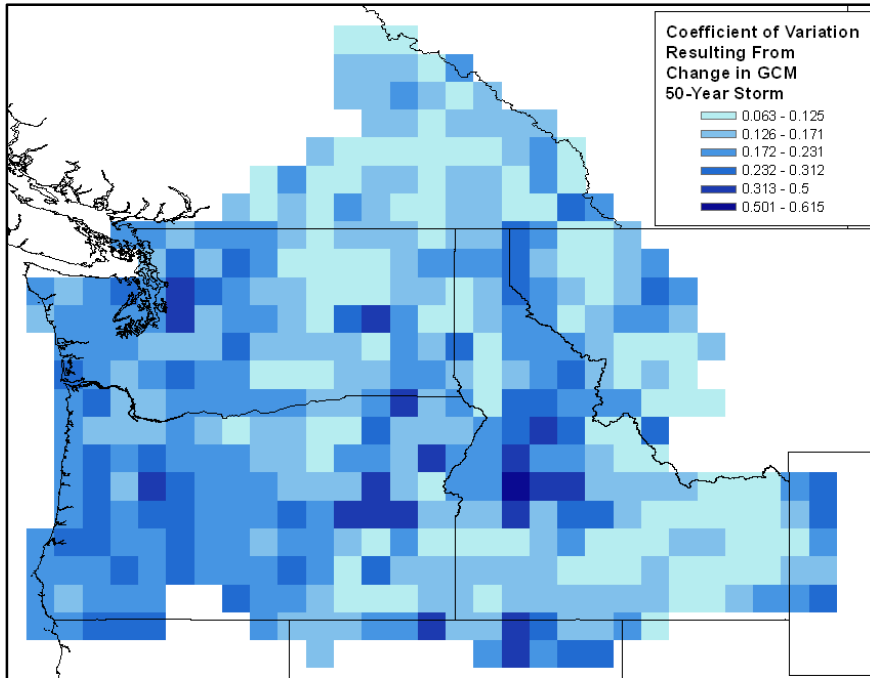 Coefficient of Variation
Resulting From
Change in GCM
50-Year Storm
0.063 - 0.125
0.126 - 0.171
0.172 - 0.231
0.232 - 0.312
0.313 - 0.5
0.501 - 0.615